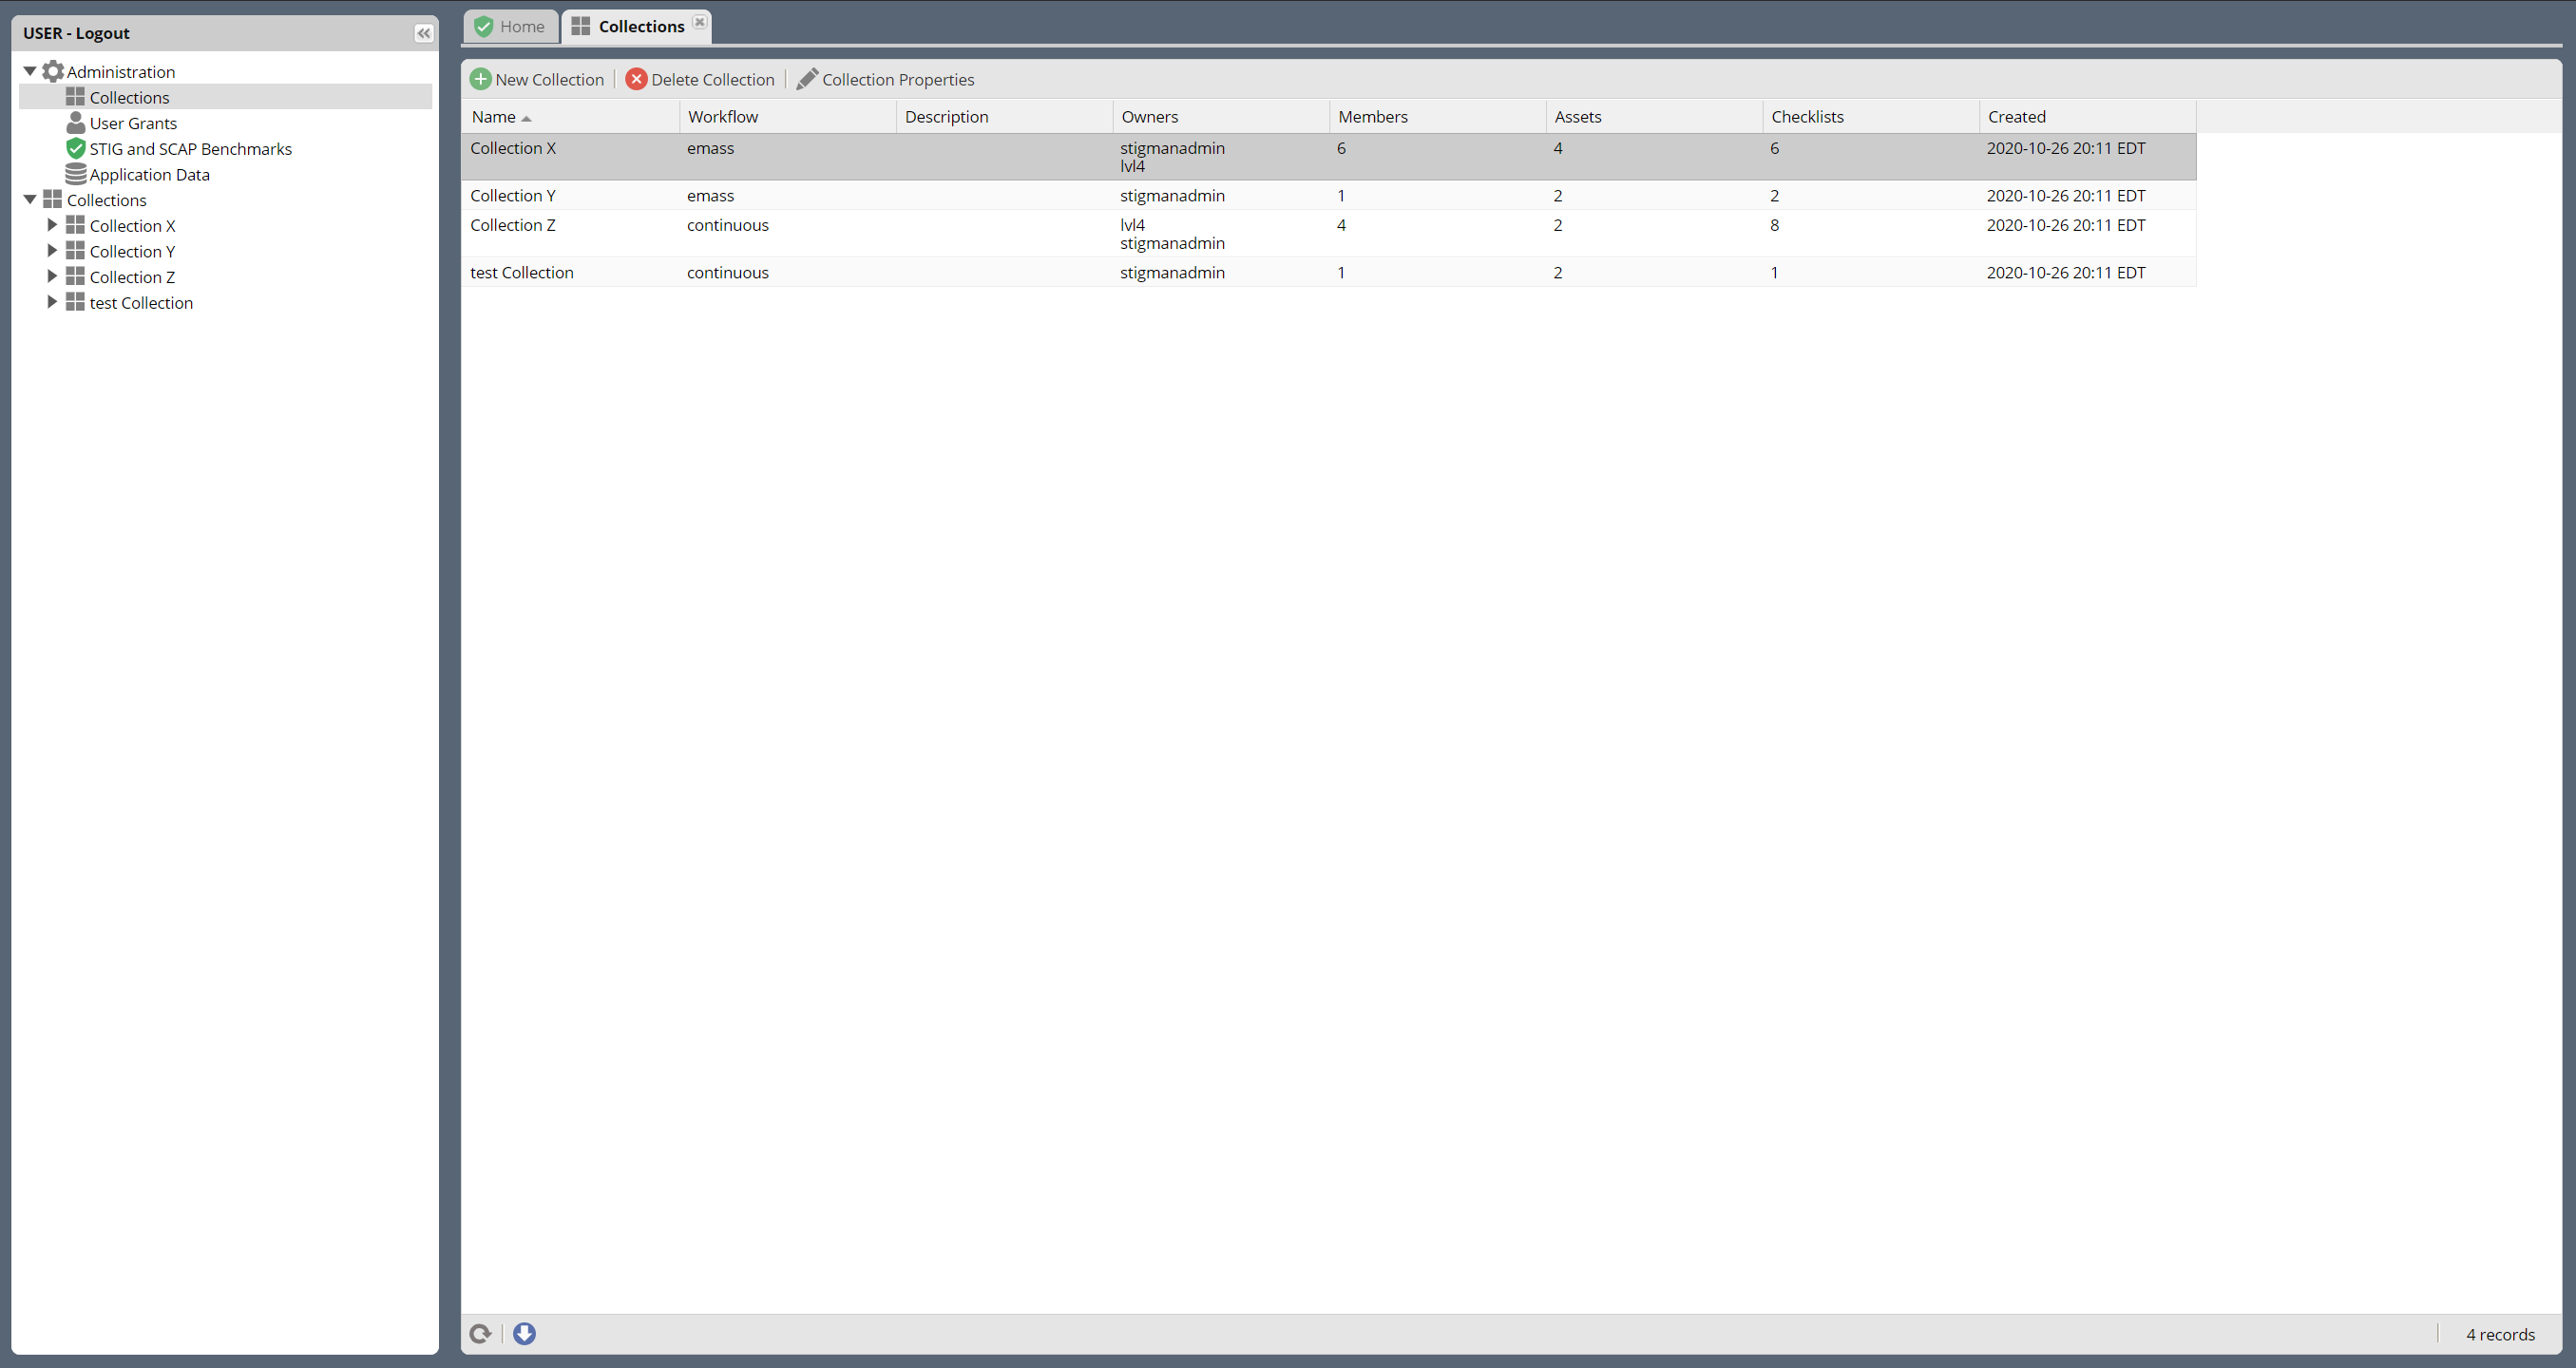 USER - Logout
Administration
Collections
User Grants
STIG and SCAP Benchmarks
Application Data
Collections
Collection X
Collection Y
Collection Z
test Collection
Home Collections
New Collection Delete Collection Collection Properties
Name Workflow Description Owners Members Assets Checklists Created
Collection X emass stigmanadmin 6 4 6 2020-10-26 20:11 EDT
lvl4
Collection Y emass stigmanadmin 1 2 2 2020-10-26 20:11 EDT
Collection Z continuous lvl4 4 2 8 2020-10-26 20:11 EDT
stigmanadmin
test Collection continuous stigmanadmin 1 2 1 2020-10-26 20:11 EDT
4 records